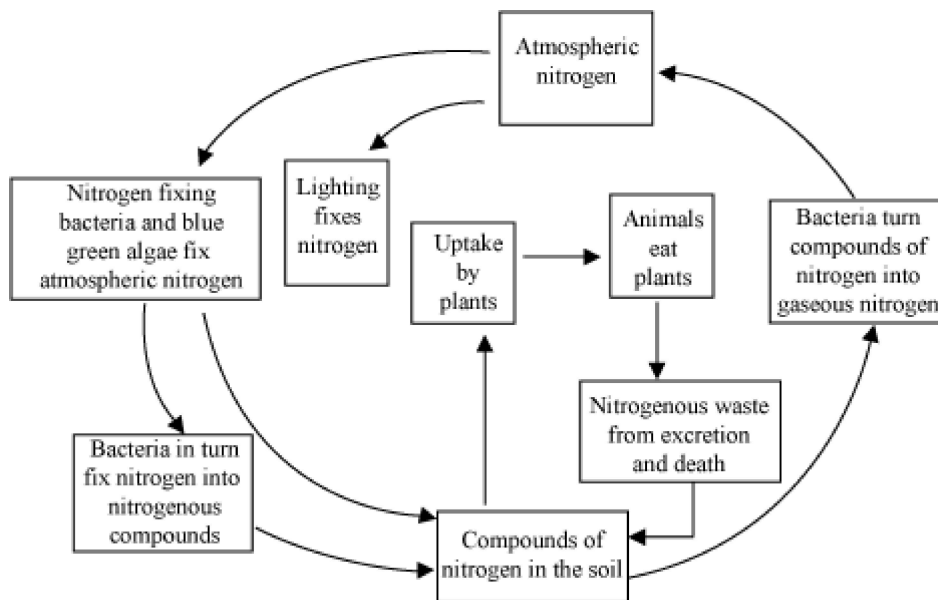 Atmospheric
nitrogen
Nitrogen fixing
bacteria and blue
green algae fix
atmospheric nitrogen
Lighting
fixes
nitrogen
Uptake
by
plants
Animals
eat
plants
Bacteria turn
compounds of
nitrogen into
gaseous nitrogen
Nitrogenous waste
from excretion
and death
Bacteria in turn
fix nitrogen into
nitrogenous
compounds
Compounds of
nitrogen in the soil